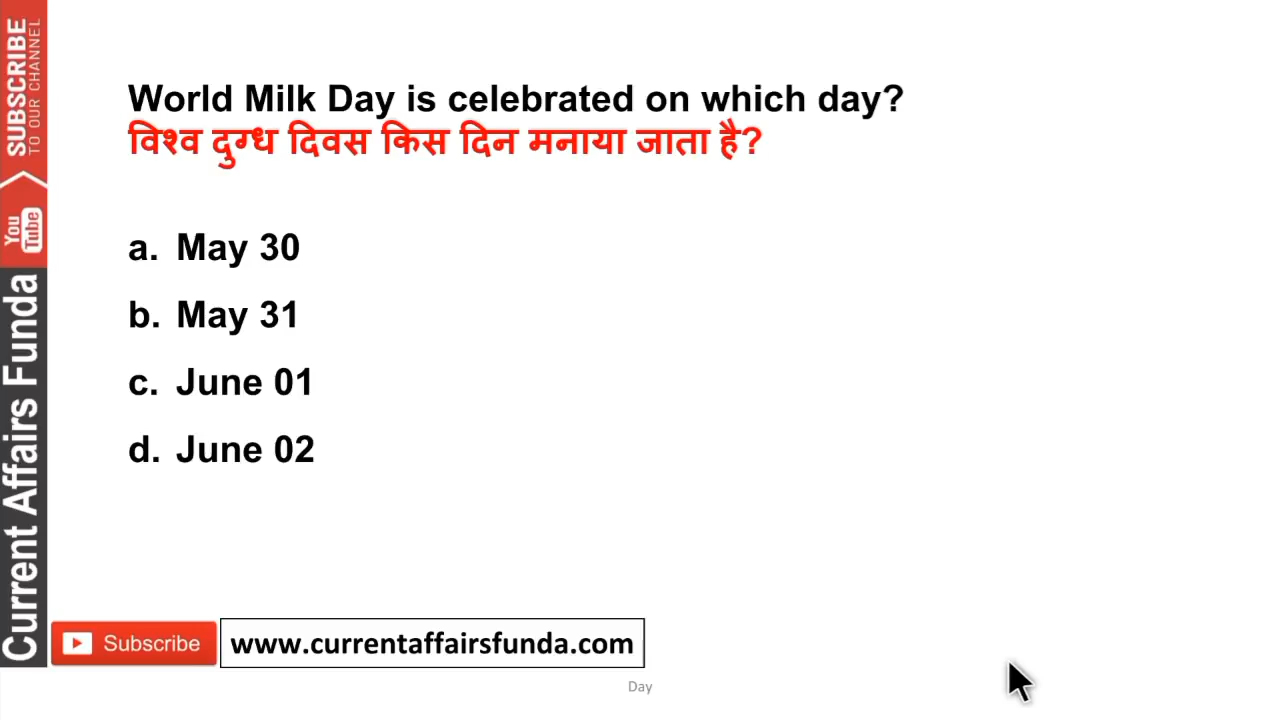 World Milk Day is celebrated on which day?
विश्व दुग्ध दिवस किस दिन मनाया जाता है?
a. May 30
b. May 31
c. June 01
d. June 02
SUBSCRIBE
TO OUR CHANNEL
You
Tube
Current Affairs Funda
Subscribe
www.currentaffairsfunda.com
Day